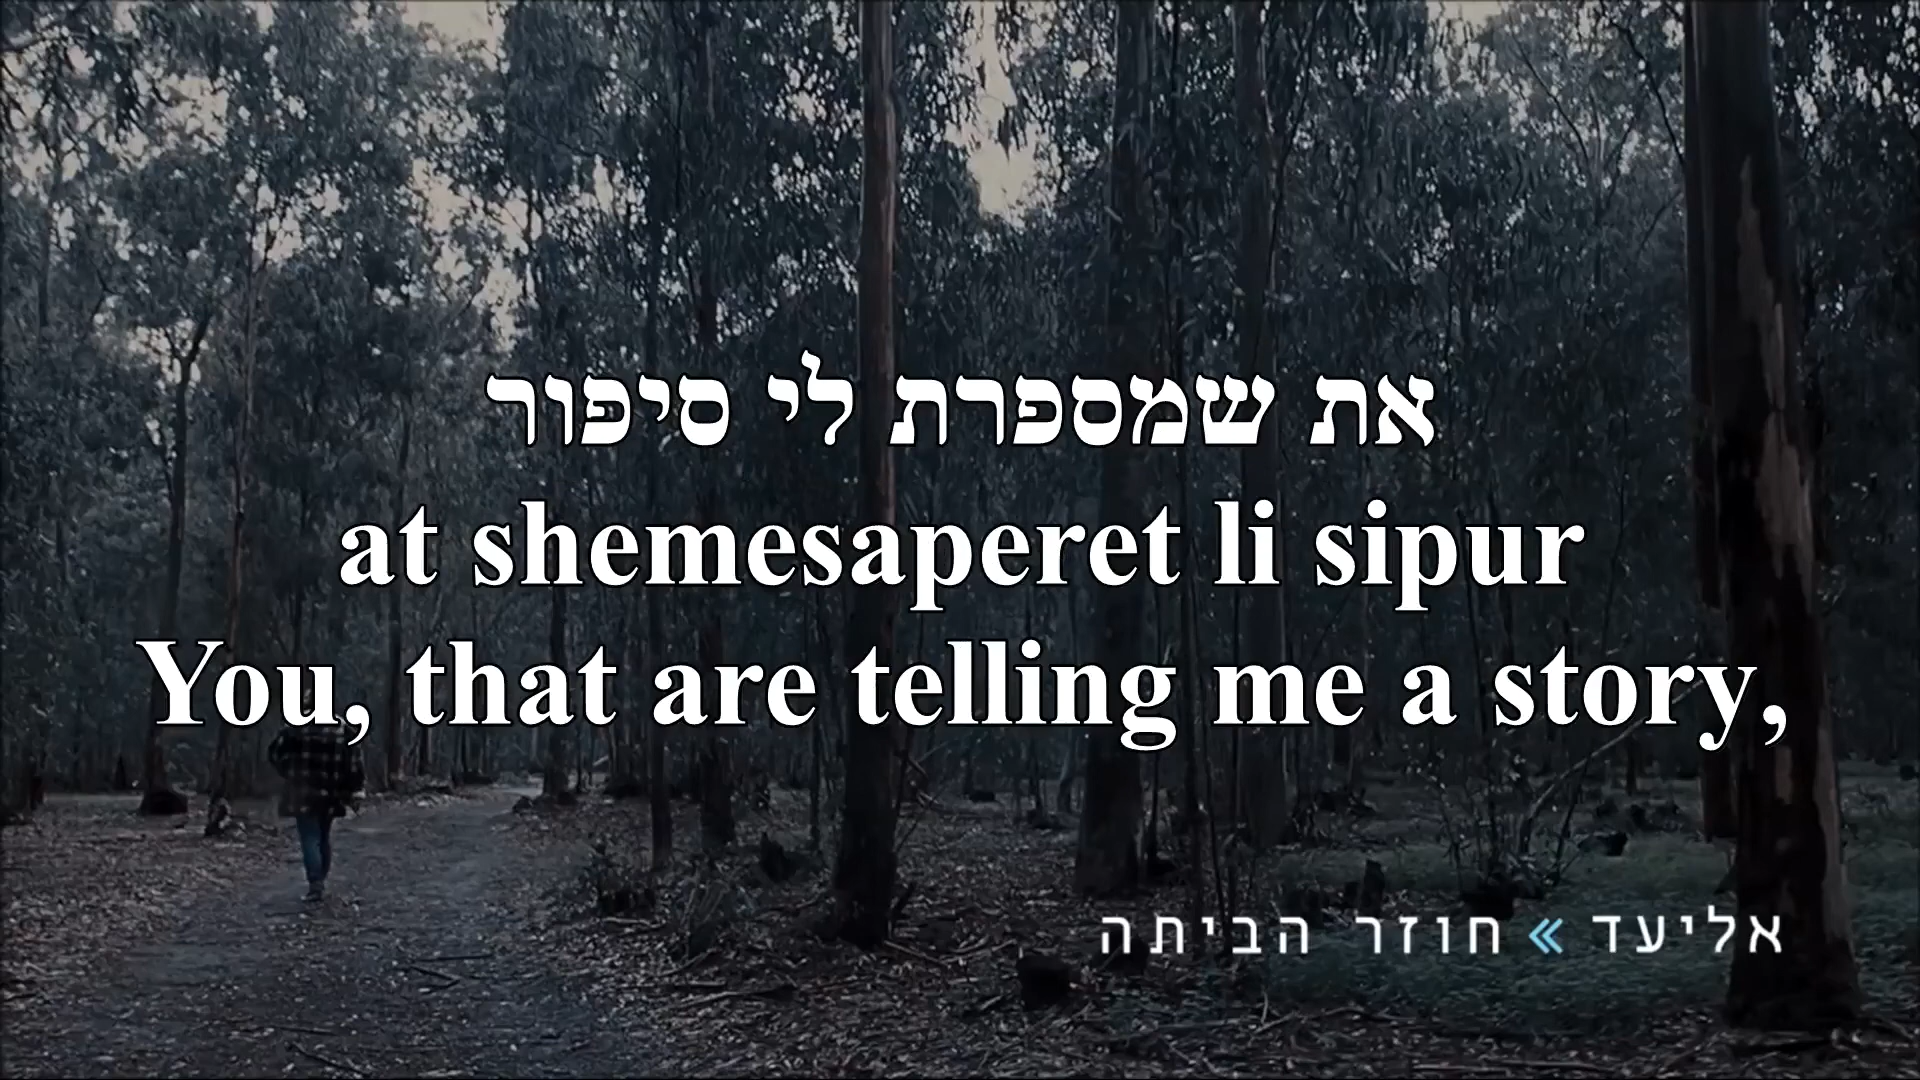 את שמספרת לי סיפור
at shemesaperet li sipur
You, that are telling me a story,
אליעד » חוזר הביתה